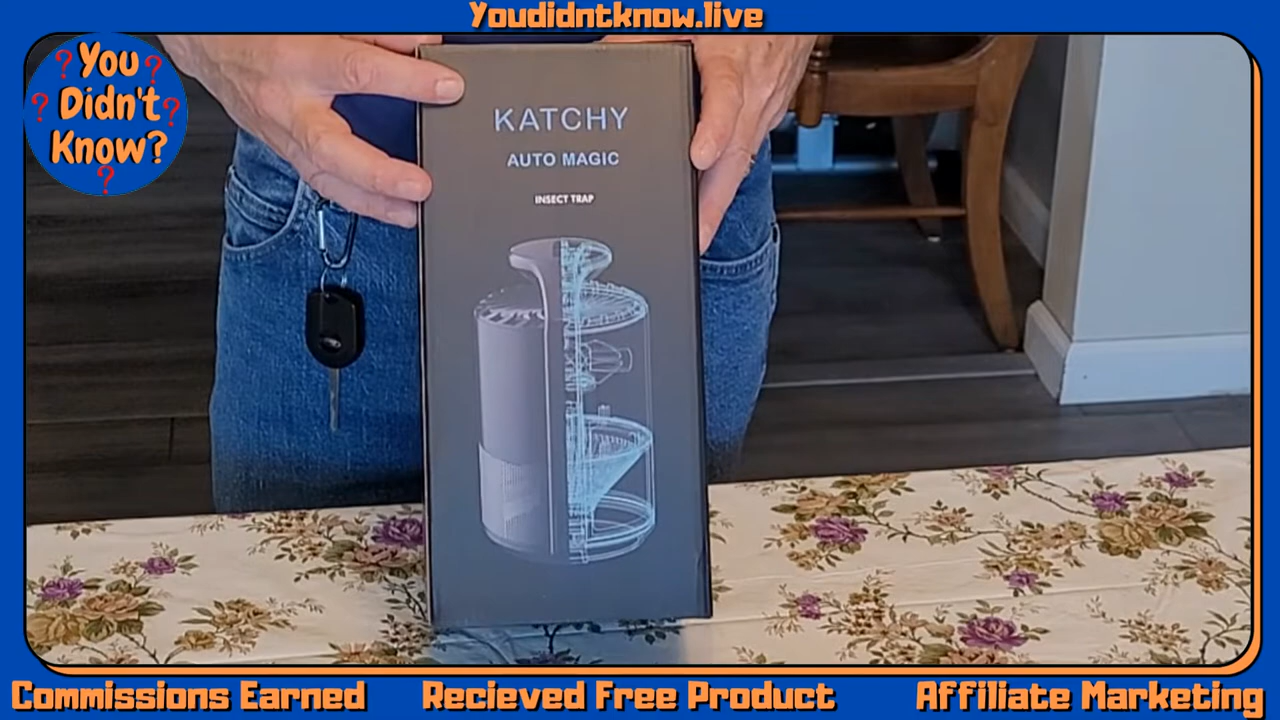 Youdidntknow.live
? You ?
? Didn't ?
Know?
?
KATCHY
AUTO MAGIC
INSECT TRAP
Commissions Earned
Recieved Free Product
Affiliate Marketing